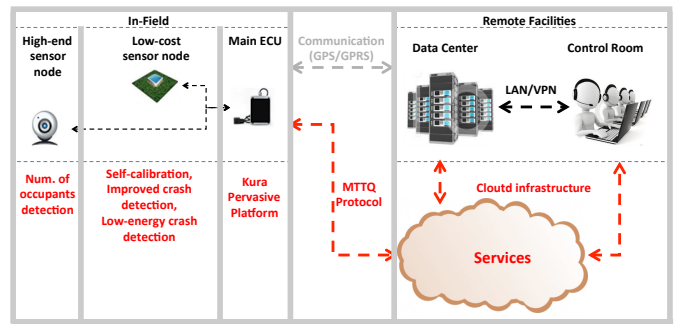 In-Field
Remote Facilities
High-end
sensor
node
Low-cost
sensor node
Main ECU
Communication
(GPS/GPRS)
Data Center
Control Room
LAN/VPN
Num. of
occupants
detection
Self-calibration,
Improved crash
detection,
Low-energy crash
detection
Kura
Pervasive
Platform
MTTQ
Protocol
Cloutd infrastructure
Services